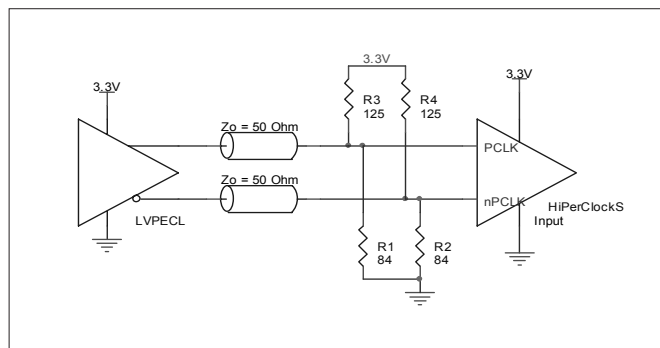 3.3V
3.3V
3.3V
R3
125
R4
125
Zo = 50 Ohm
PCLK
Zo = 50 Ohm
nPCLK
HiPerClockS
Input
LVPECL
R1
84
R2
84